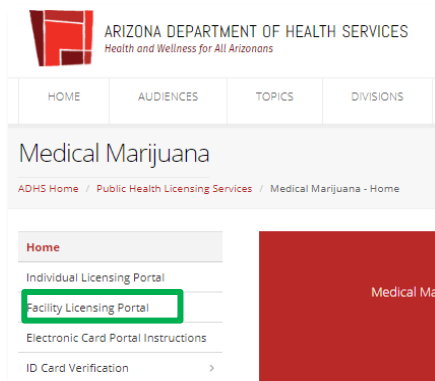 ARIZONA DEPARTMENT OF HEALTH SERVICES
Health and Wellness for All Arizonans
HOME AUDIENCES TOPICS DIVISIONS
Medical Marijuana
ADHS Home / Public Health Licensing Services / Medical Marijuana - Home
Home
Individual Licensing Portal
Medical Ma
Facility Licensing Portal
Electronic Card Portal Instructions
ID Card Verification >